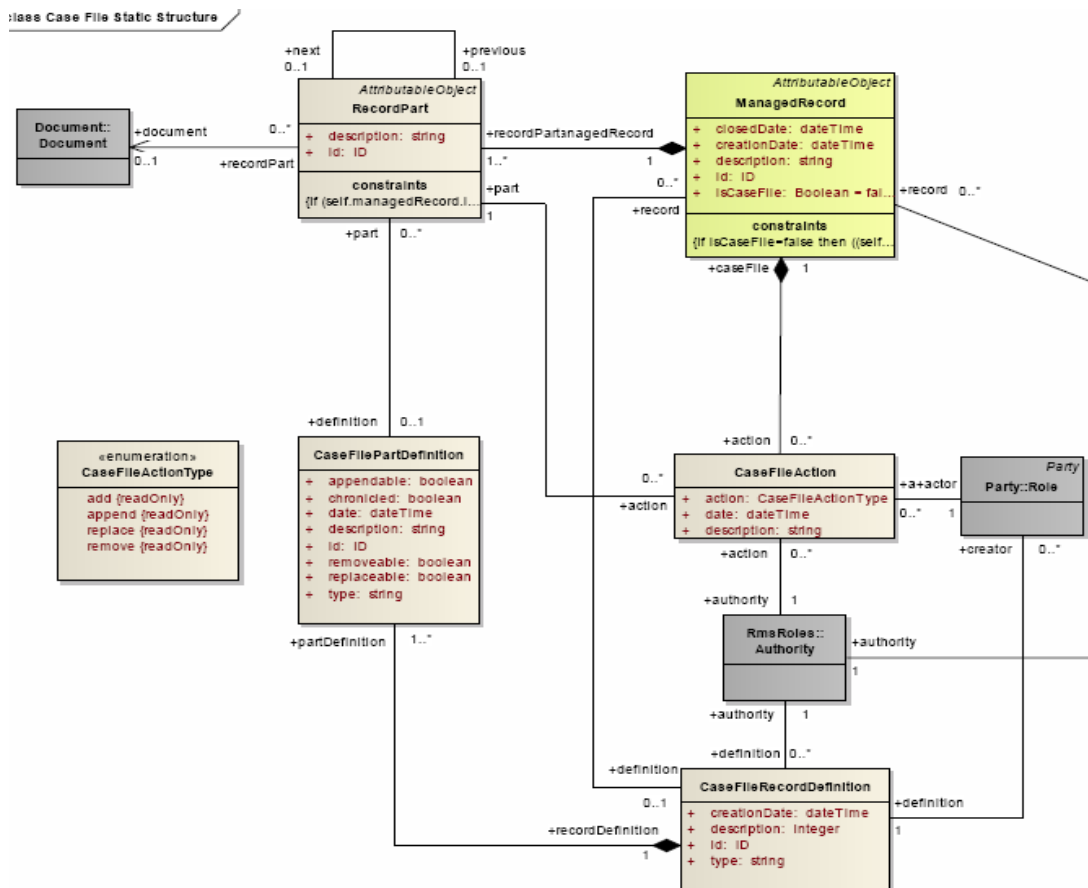 class Case File Static Structure
+next
0..1
+previous
0..1
AttributableObject
RecordPart
+ description: string
+ id: ID
constraints
{If (self.managedRecord.i...
Document::
Document
+document
0..1
0..*
+recordPart
AttributableObject
ManagedRecord
+ closedDate: dateTime
+ creationDate: dateTime
+ description: string
+ id: ID
+ isCaseFile: Boolean = fal...
constraints
{If isCaseFile=false then ((self...
+recordPart
1..*
1
+part
1
+part
0..*
0..*
+record
+record 0..*
+caseFile 1
+definition 0..1
CaseFilePartDefinition
+ appendable: boolean
+ chronicled: boolean
+ date: dateTime
+ description: string
+ id: ID
+ removeable: boolean
+ replaceable: boolean
+ type: string
+partDefinition 1..*
«enumeration»
CaseFileActionType
add {readOnly}
append {readOnly}
replace {readOnly}
remove {readOnly}
+action 0..*
0..*
+action
CaseFileAction
+ action: CaseFileActionType
+ date: dateTime
+ description: string
+action 0..*
+actor
0..* 1
Party
Party::Role
+creator 0..*
+authority 1
RmsRoles::
Authority
+authority
1
+authority 1
+definition 0..*
+definition
0..1
CaseFileRecordDefinition
+ creationDate: dateTime
+ description: Integer
+ id: ID
+ type: string
+definition
1
+recordDefinition
1